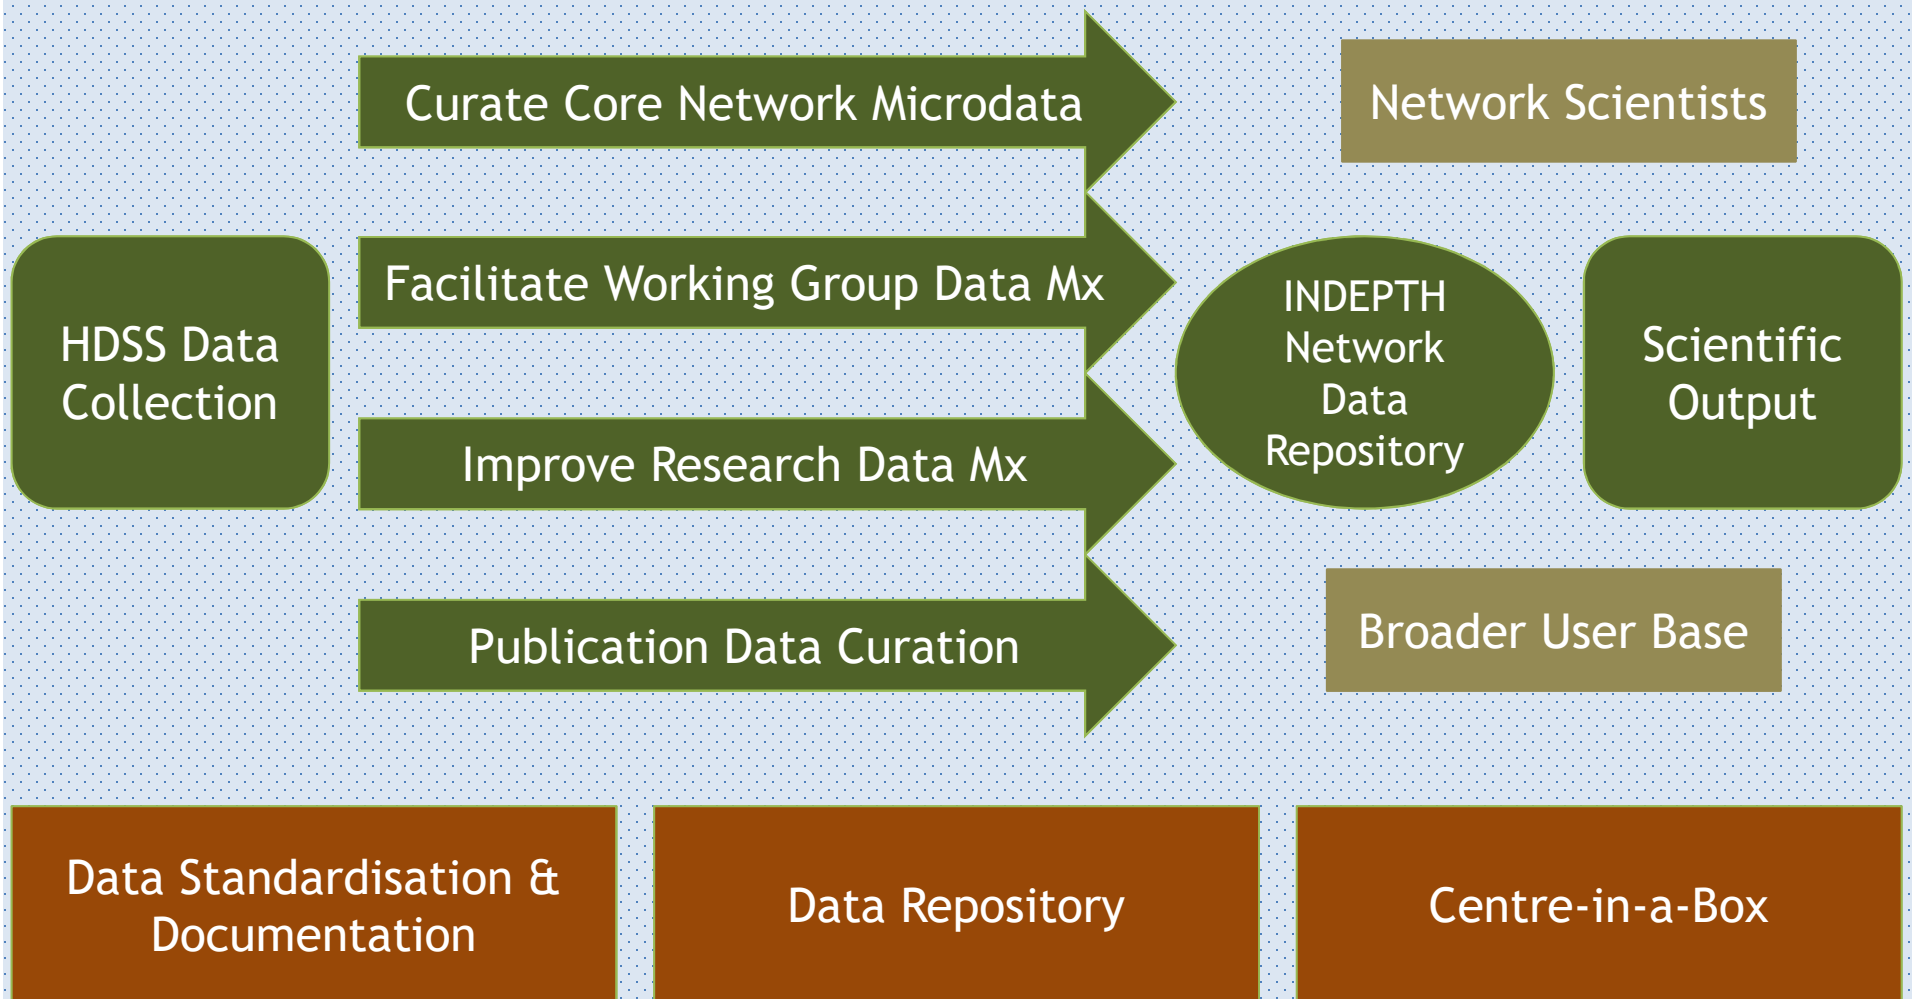 Curate Core Network Microdata
Network Scientists
HDSS Data
Collection
Facilitate Working Group Data Mx
Improve Research Data Mx
INDEPTH
Network
Data
Repository
Scientific
Output
Publication Data Curation
Broader User Base
Data Standardisation &
Documentation
Data Repository
Centre-in-a-Box